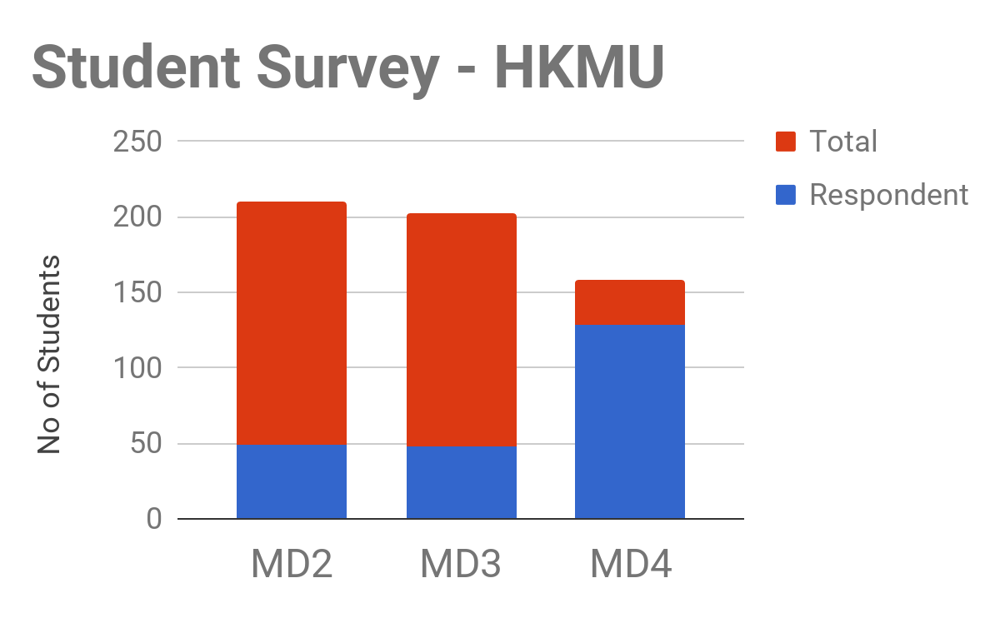 Student Survey - HKMU
250
200
150
100
50
0
No of Students
MD2
MD3
MD4
Total
Respondent